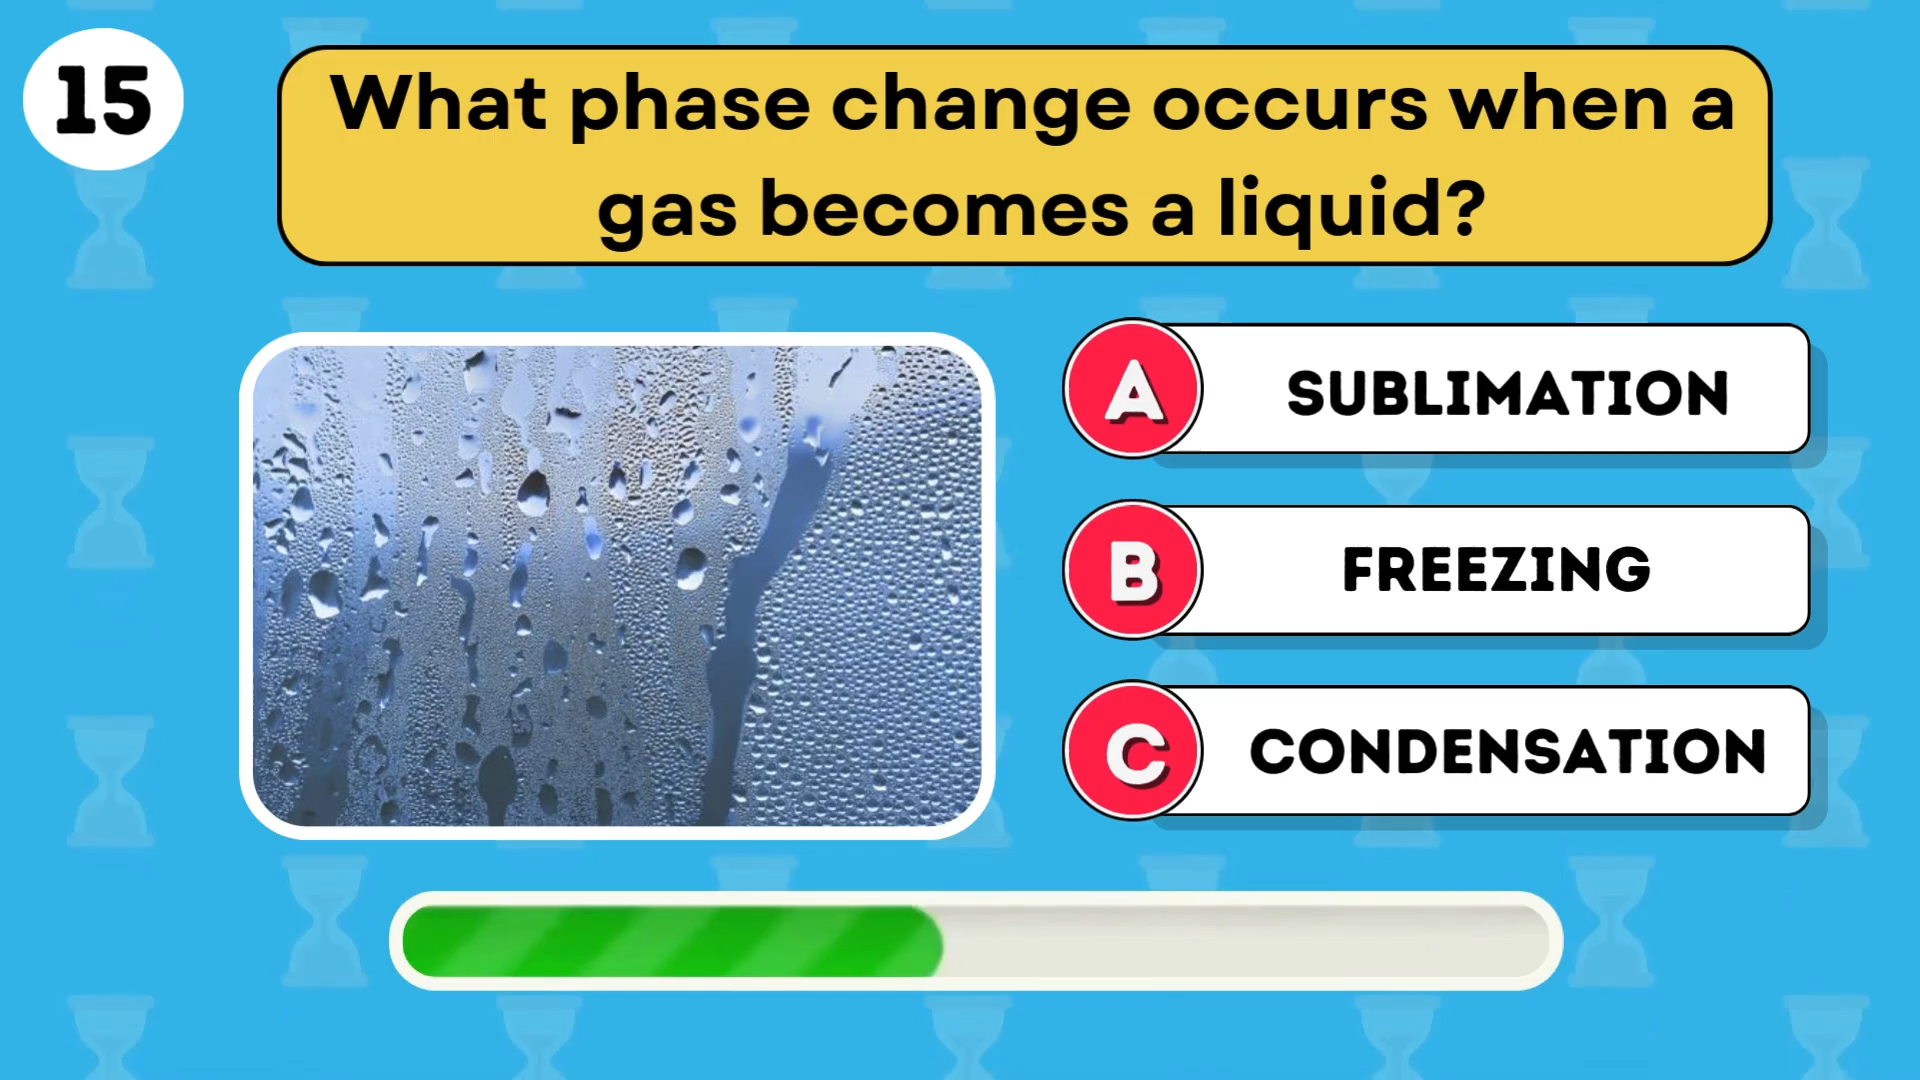 15
What phase change occurs when a
gas becomes a liquid?
A SUBLIMATION
B FREEZING
C CONDENSATION